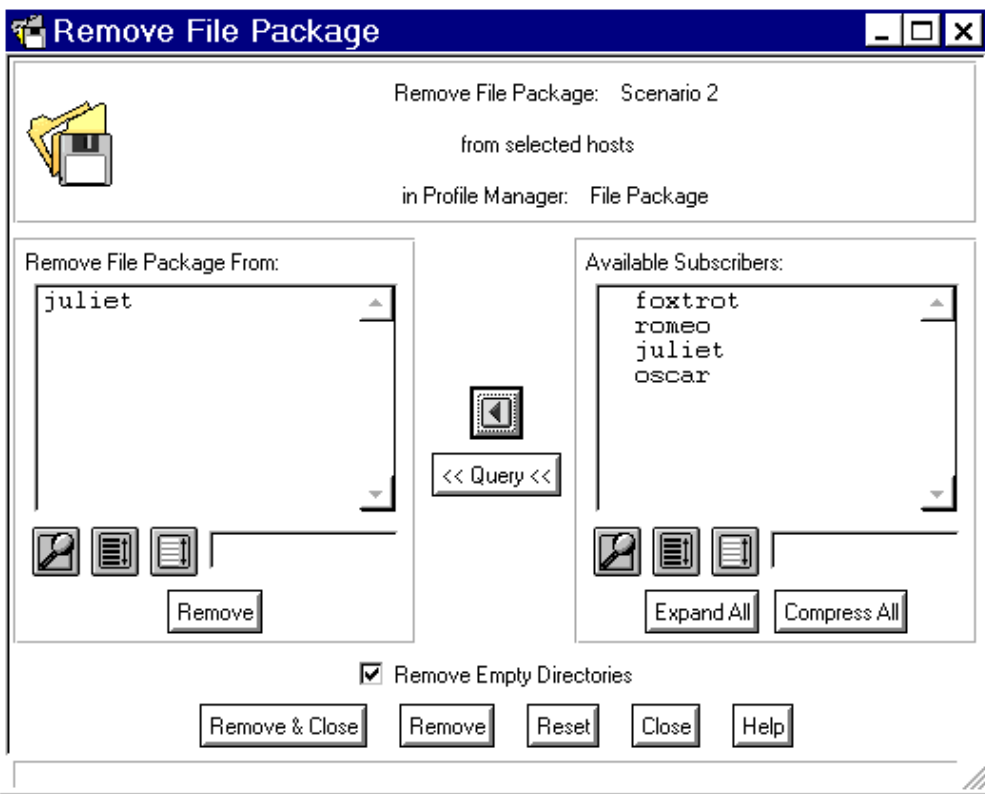 Remove File Package
Remove File Package: Scenario 2
from selected hosts
in Profile Manager: File Package
Remove File Package From:
juliet
Remove
<< Query <<
Available Subscribers:
foxtrot
romeo
juliet
oscar
Expand All Compress All
Remove Empty Directories
Remove & Close Remove Reset Close Help